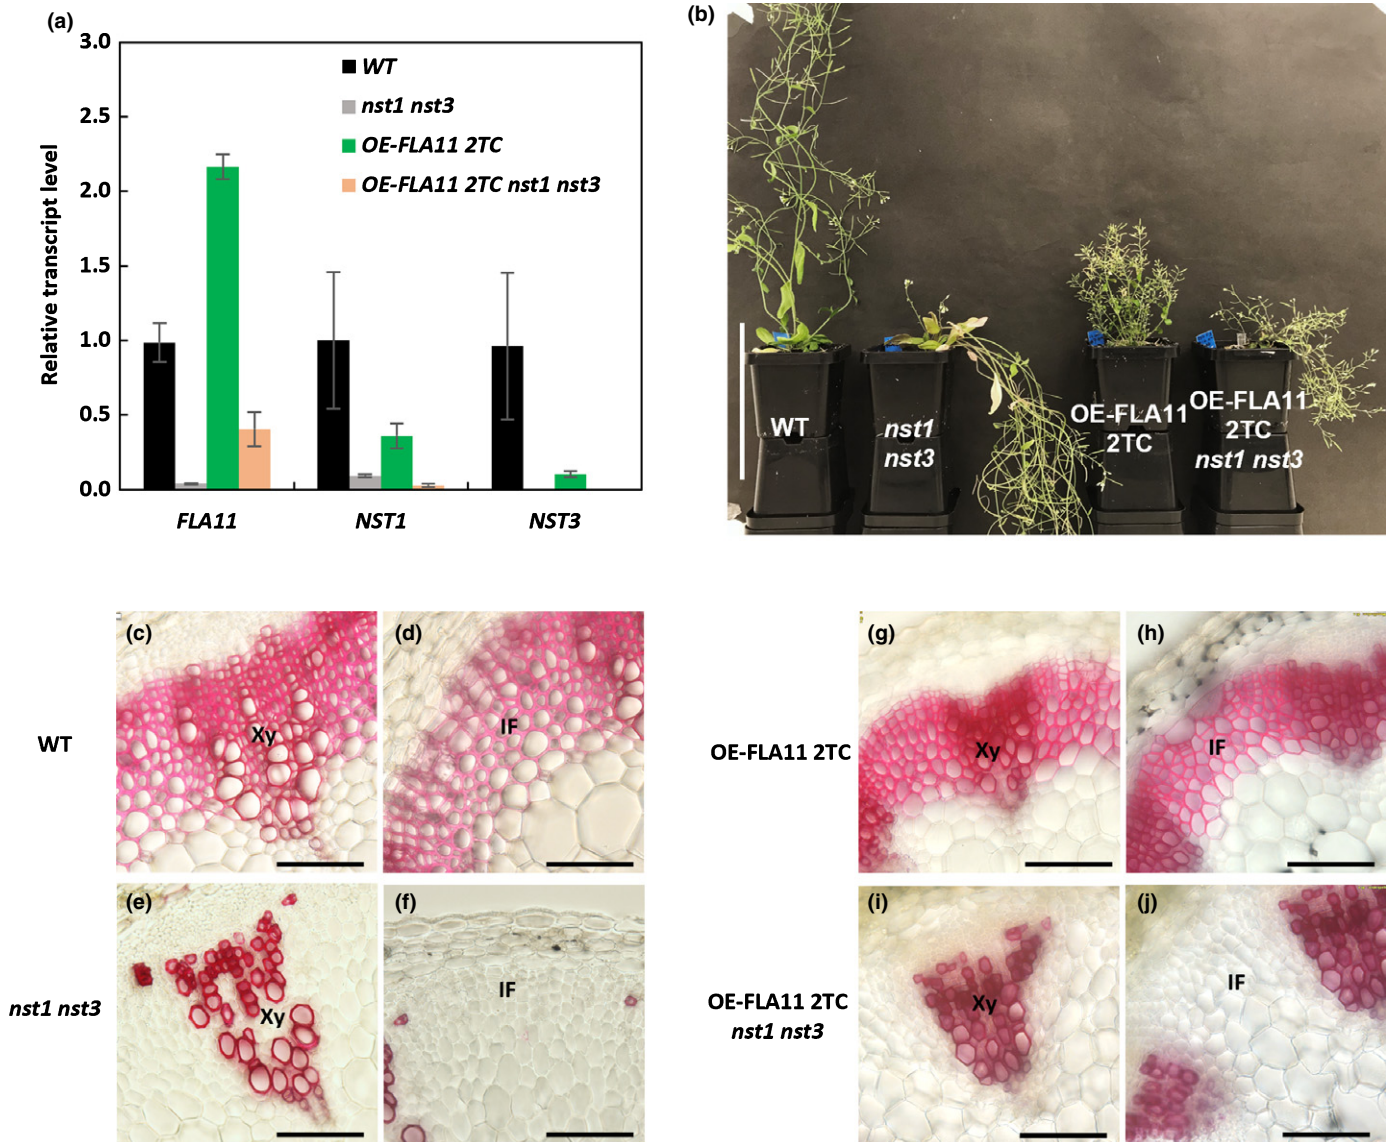 (a)
3.0
2.5
2.0
1.5
1.0
0.5
0.0
Relative transcript level
WT
nst1 nst3
OE-FLA11 2TC
OE-FLA11 2TC nst1 nst3
FLA11
NST1
NST3
(b)
WT
nst1
nst3
OE-FLA11
2TC
OE-FLA11
2TC
nst1 nst3
WT
(c)
Xy
(d)
IF
OE-FLA11 2TC
(g)
Xy
(h)
IF
nst1 nst3
(e)
Xy
(f)
IF
OE-FLA11 2TC
nst1 nst3
(i)
Xy
(j)
IF